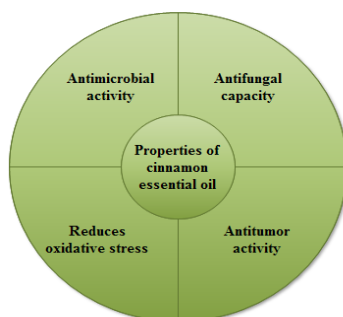 Antimicrobial
activity
Antifungal
capacity
Properties of
cinnamon
essential oil
Reduces
oxidative stress
Antitumor
activity